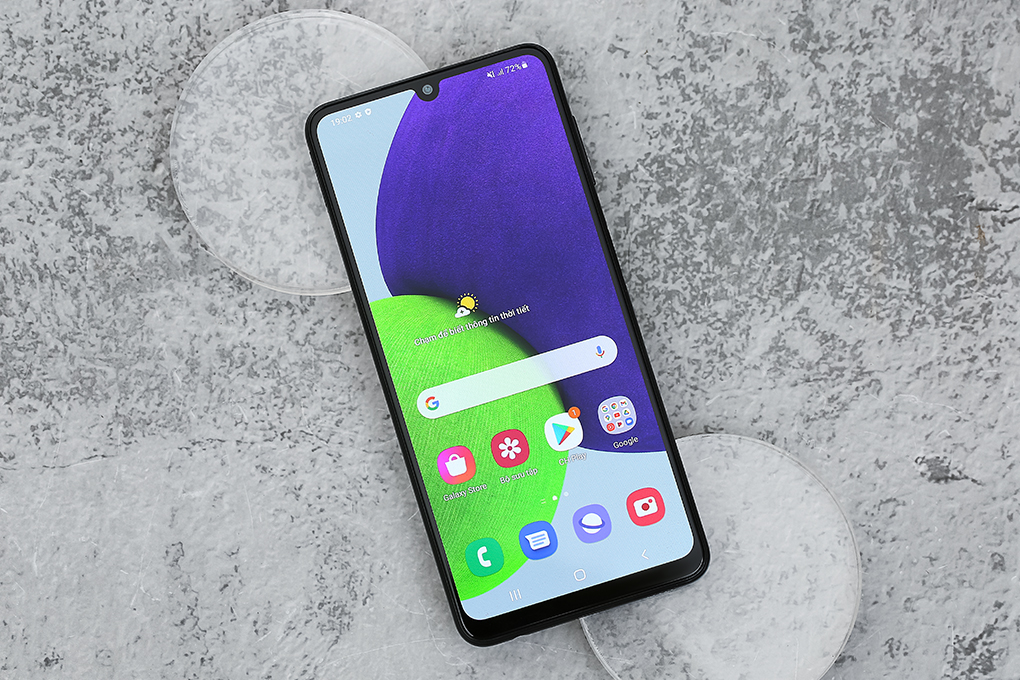 19:02
72%
Chạm để biết thông tin thời tiết
Galaxy Store
Bộ sưu tập
CH Play
1
Google